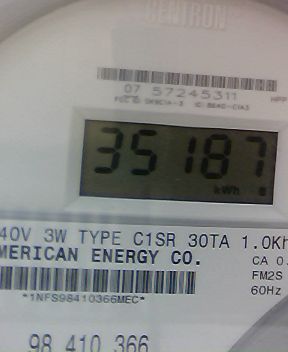 CENTRON
07 57245311
35187
kWh
40V 3W TYPE C1SR 30TA 1.0Kh
MERICAN ENERGY CO.
CA 0.
FM2S
*1NFS98410366MEC*
60Hz
98 410 366